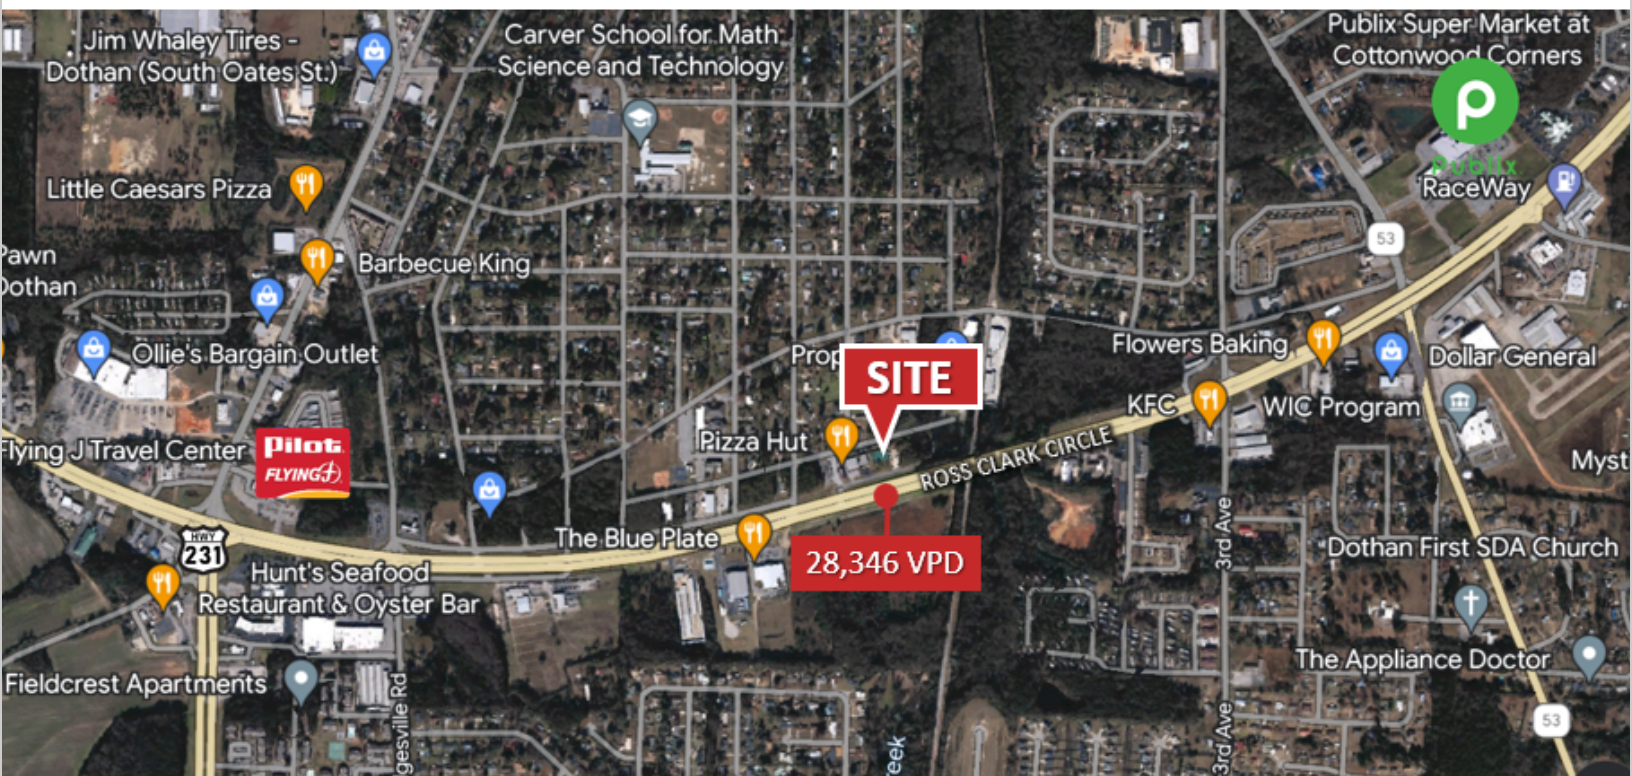 Publix Super Market at
Cottonwood Corners
Jim Whaley Tires -
Dothan (South Oates St.)
Carver School for Math
Science and Technology
p
Publix
RaceWay
Little Caesars Pizza
53
Pawn
Dothan
Barbecue King
Flowers Baking
Ollie's Bargain Outlet
Prop
SITE
Dollar General
KFC
WIC Program
Pizza Hut
Flying J Travel Center
Pilot
FLYING J
ROSS CLARK CIRCLE
Myst
3rd Ave
The Blue Plate
HWY
231
28,346 VPD
Dothan First SDA Church
Hunt's Seafood
Restaurant & Oyster Bar
The Appliance Doctor
Fieldcrest Apartments
gesville Rd
3rd Ave
53
reek